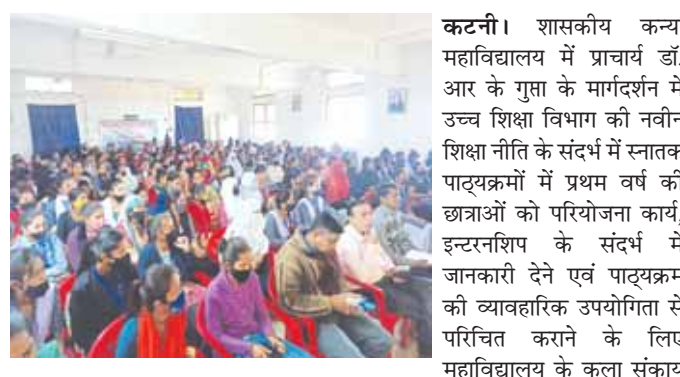 कटनी। शासकीय कन्या
महाविद्यालय में प्राचार्य डॉ.
आर के गुप्ता के मार्गदर्शन में
उच्च शिक्षा विभाग की नवीन
शिक्षा नीति के संदर्भ में स्नातक
पाठ्यक्रमों में प्रथम वर्ष की
छात्राओं को परियोजना कार्य,
इन्टरनशिप के संदर्भ में
जानकारी देने एवं पाठ्यक्रम
की व्यावहारिक उपयोगिता से
परिचित कराने के लिए
महाविद्यालय के कला संकाय